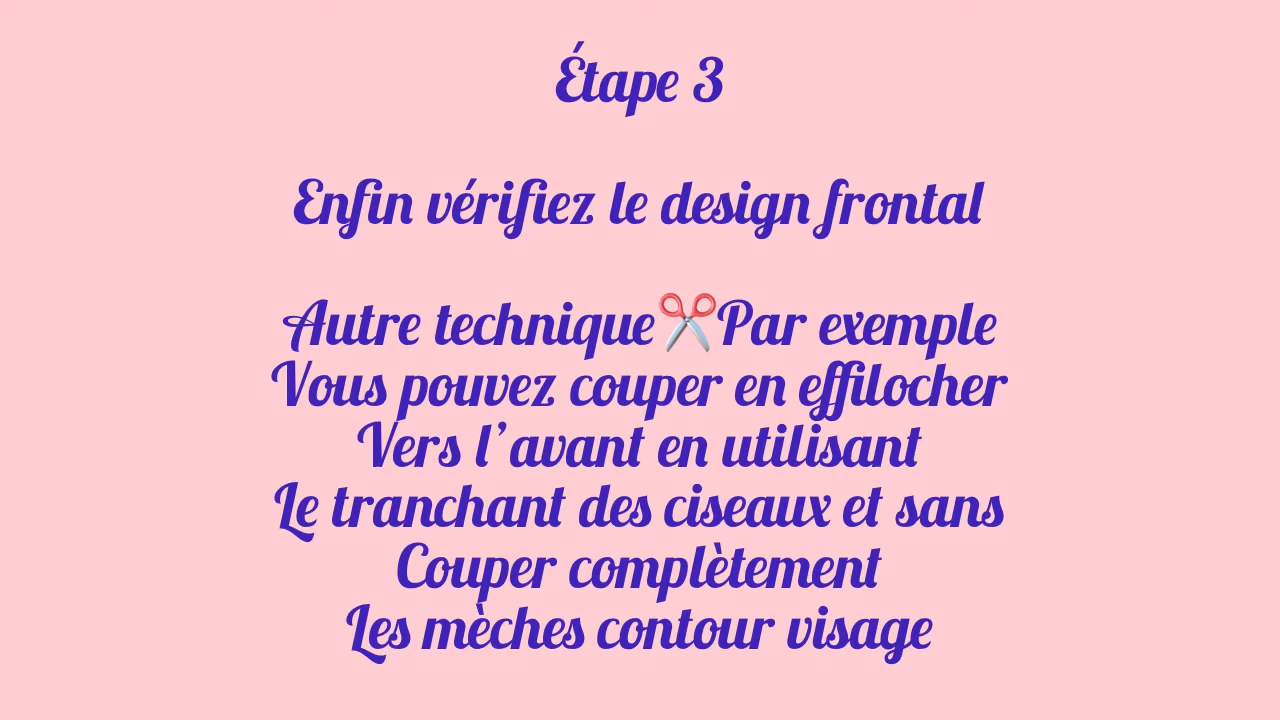 Étape 3
Enfin vérifiez le design frontal
Autre technique✂️Par exemple
Vous pouvez couper en effilocher
Vers l’avant en utilisant
Le tranchant des ciseaux et sans
Couper complètement
Les mèches contour visage